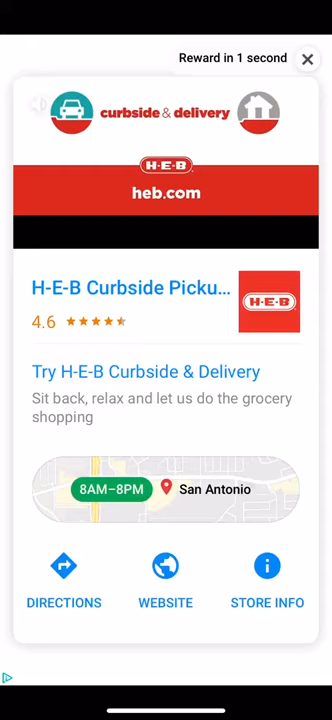 Reward in 1 second
curbside & delivery
H-E-B
heb.com
H-E-B Curbside Picku...
H-E-B
4.6
Try H-E-B Curbside & Delivery
Sit back, relax and let us do the grocery
shopping
8AM–8PM San Antonio
DIRECTIONS WEBSITE STORE INFO